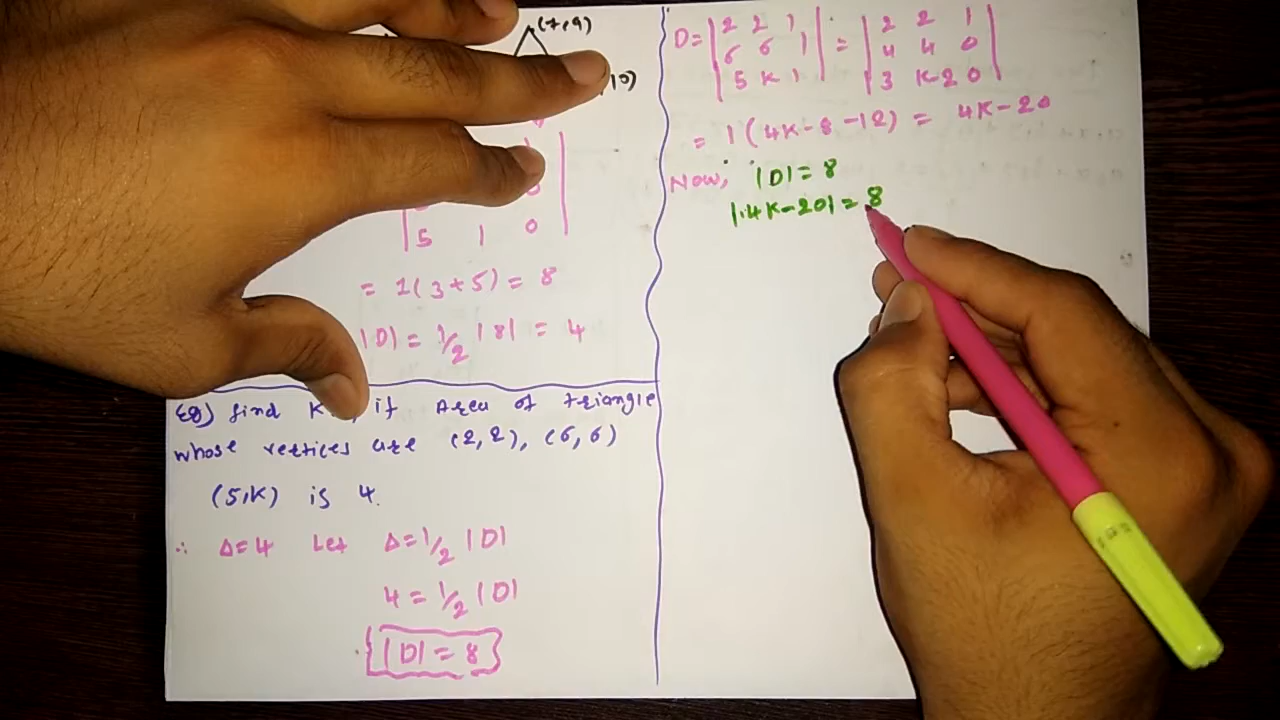 (7,9)
10)
5 1 0
= 1(3+5) = 8
|D| = 1/2 |8| = 4
Eg) find K if Area of triangle
whose vertices are (2,2), (6,6)
(5,K) is 4.
∴ Δ=4 Let Δ=1/2 |D|
4 = 1/2 |D|
|D| = 8
D= | 2 2 1 | = | 2 2 1 |
| 6 6 1 | | 4 4 0 |
| 5 K 1 | | 3 K-2 0 |
= 1(4K-8-12) = 4K-20
Now, |D| = 8
|4K-20| = 8